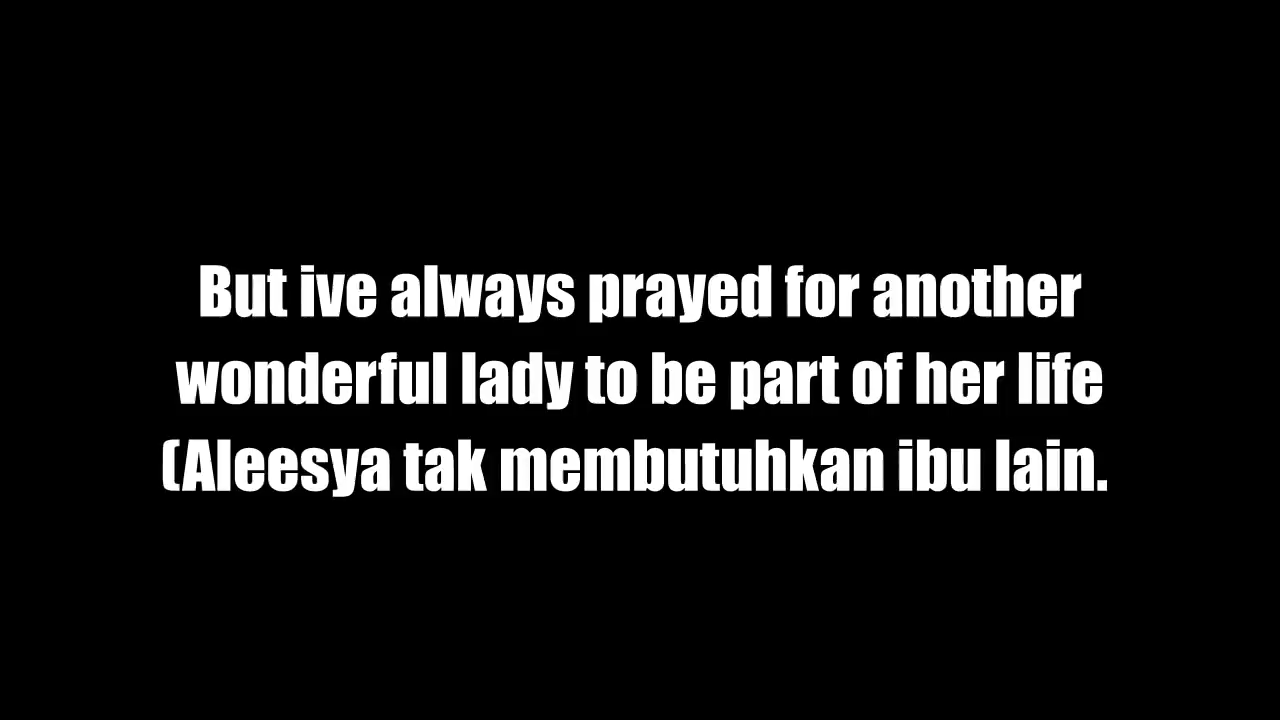 But ive always prayed for another
wonderful lady to be part of her life
(Aleesya tak membutuhkan ibu lain.